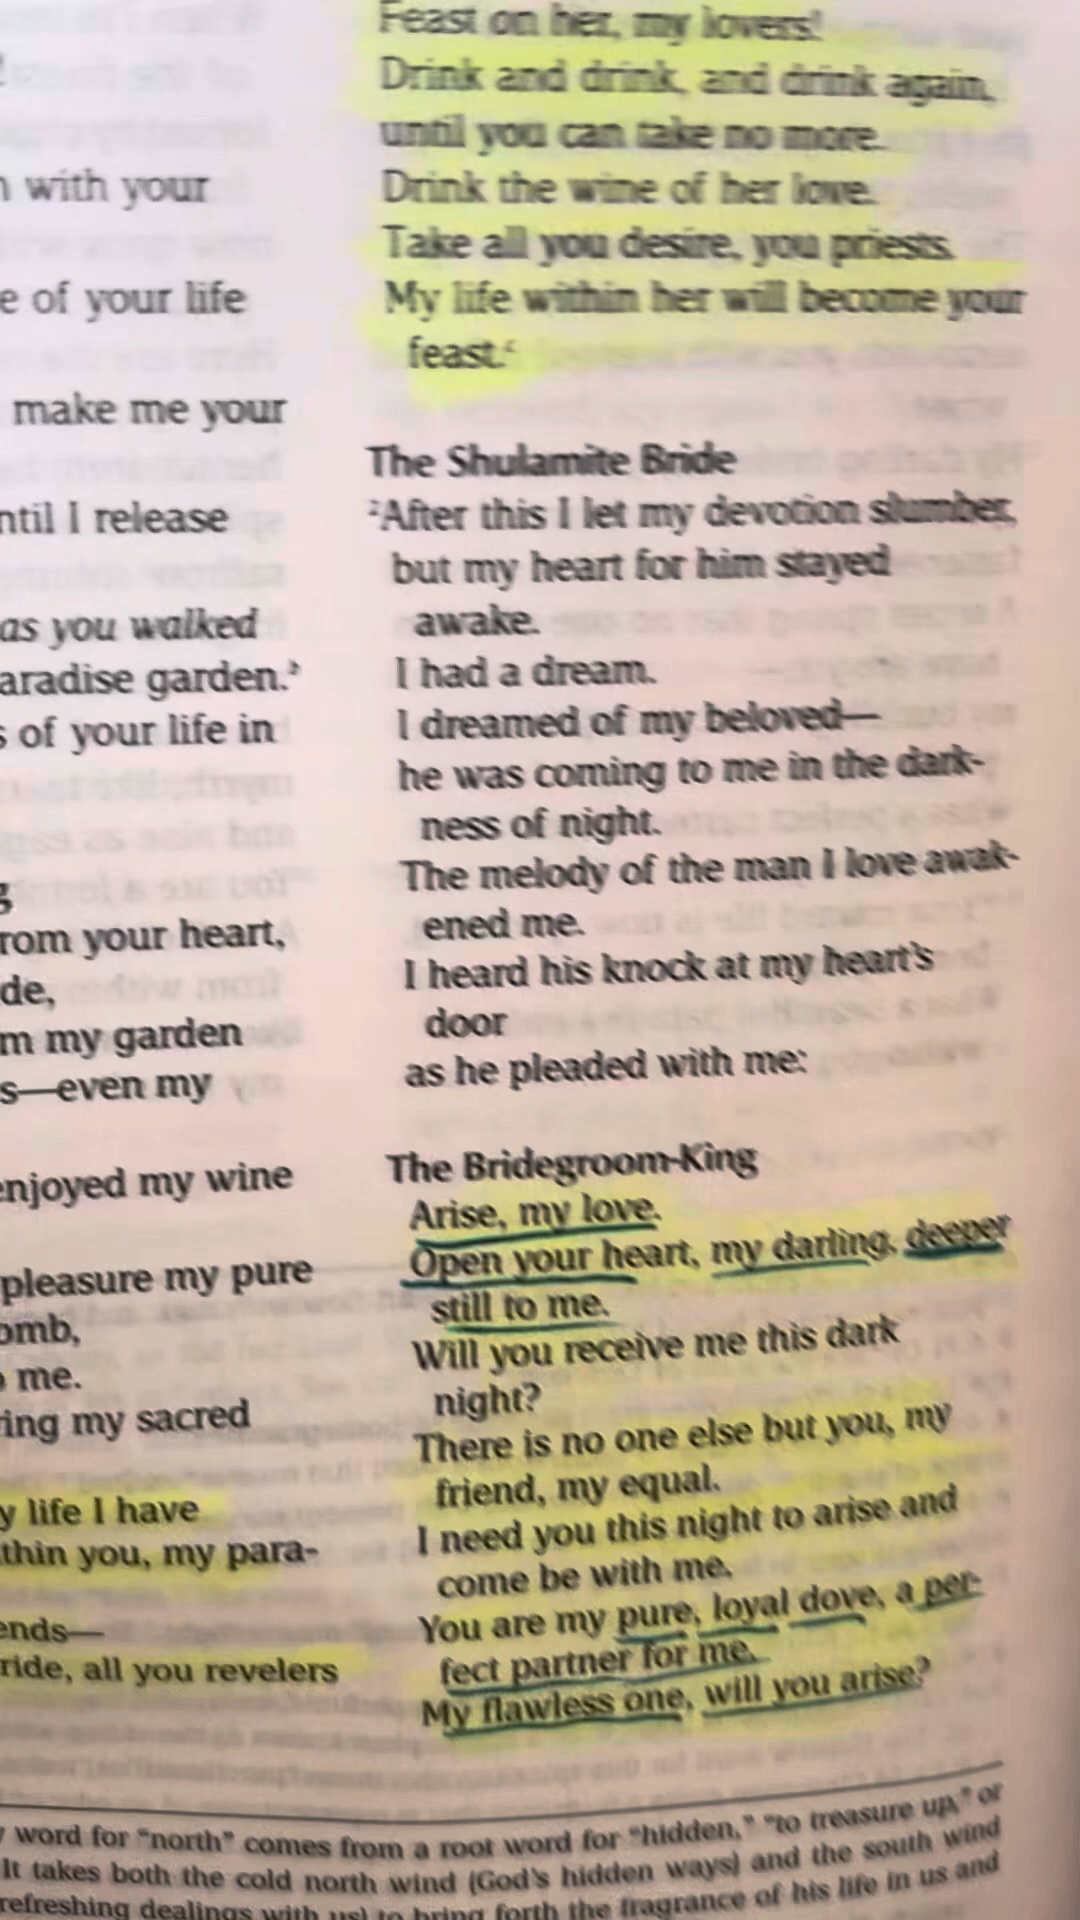 !
n with your
e of your life
make me your
ntil I release
as you walked
aradise garden.
s of your life in
g
rom your heart,
de,
m my garden
s—even my
enjoyed my wine
pleasure my pure
omb,
o me.
ring my sacred
y life I have
thin you, my para-
ends—
ride, all you revelers
Feast on her, my lovers!
Drink and drink, and drink again,
until you can take no more.
Drink the wine of her love.
Take all you desire, you priests.
My life within her will become your
feast.
The Shulamite Bride
²After this I let my devotion slumber,
but my heart for him stayed
awake.
I had a dream.
I dreamed of my beloved—
he was coming to me in the dark-
ness of night.
The melody of the man I love awak-
ened me.
I heard his knock at my heart's
door
as he pleaded with me:
The Bridegroom-King
Arise, my love.
Open your heart, my darling, deeper
still to me.
Will you receive me this dark
night?
There is no one else but you, my
friend, my equal.
I need you this night to arise and
come be with me.
You are my pure, loyal dove, a per-
fect partner for me.
My flawless one, will you arise?
word for “north” comes from a root word for “hidden,” “to treasure up,” or
It takes both the cold north wind (God's hidden ways) and the south wind
refreshing dealings with us) to bring forth the fragrance of his life in us and